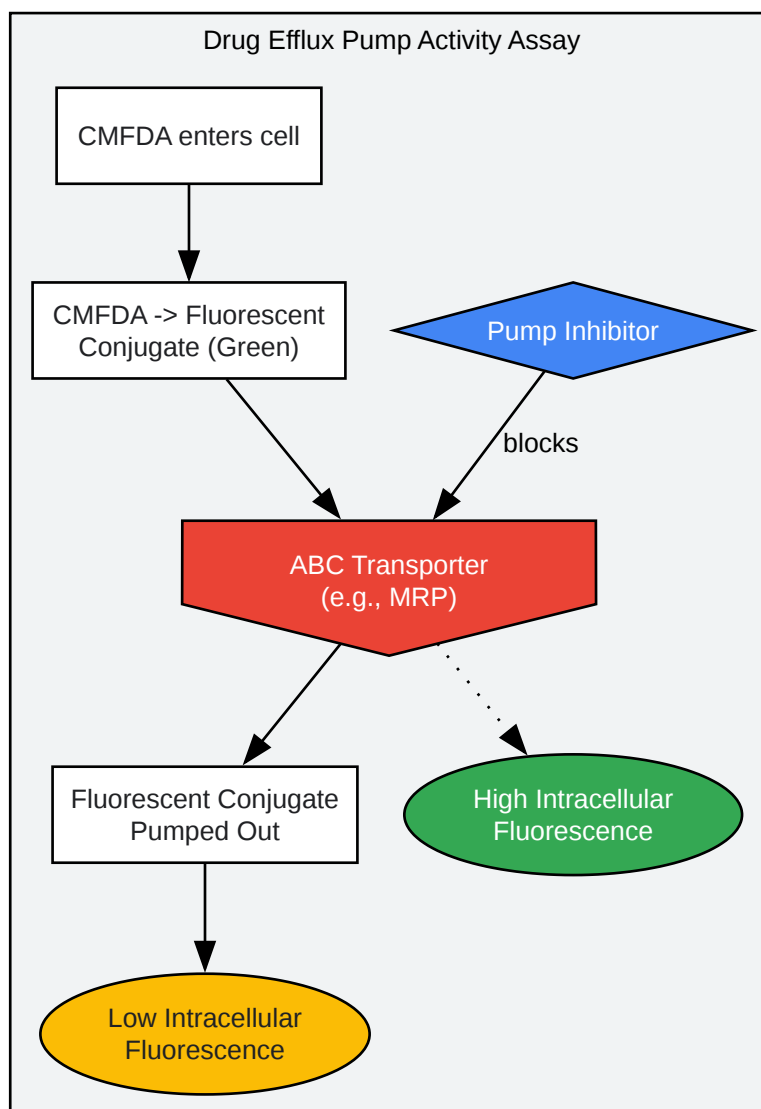 Drug Efflux Pump Activity Assay
CMFDA enters cell
CMFDA -> Fluorescent
Conjugate (Green)
Pump Inhibitor
blocks
ABC Transporter
(e.g., MRP)
Fluorescent Conjugate
Pumped Out
High Intracellular
Fluorescence
Low Intracellular
Fluorescence